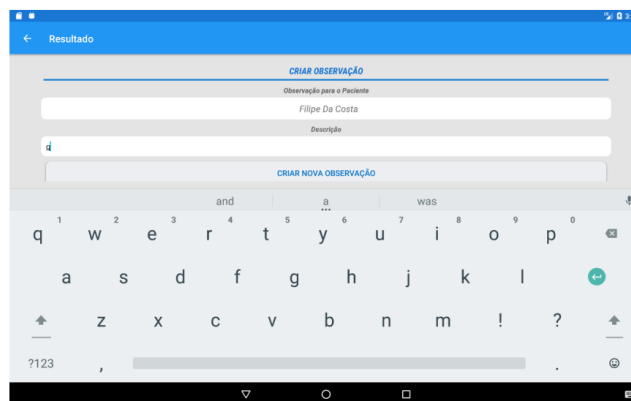 3:
Resultado
CRIAR OBSERVAÇÃO
Observação para o Paciente
Filipe Da Costa
Descrição
CRIAR NOVA OBSERVAÇÃO
and a was
1 2 3 4 5 6 7 8 9 0
q w e r t y u i o p
a s d f g h j k l
z x c v b n m ! ?
?123 , .